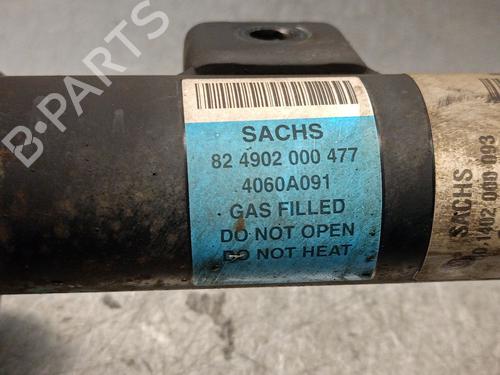 B-PARTS
SACHS
82 4902 000 477
4060A091
GAS FILLED
DO NOT OPEN
DO NOT HEAT
SACHS